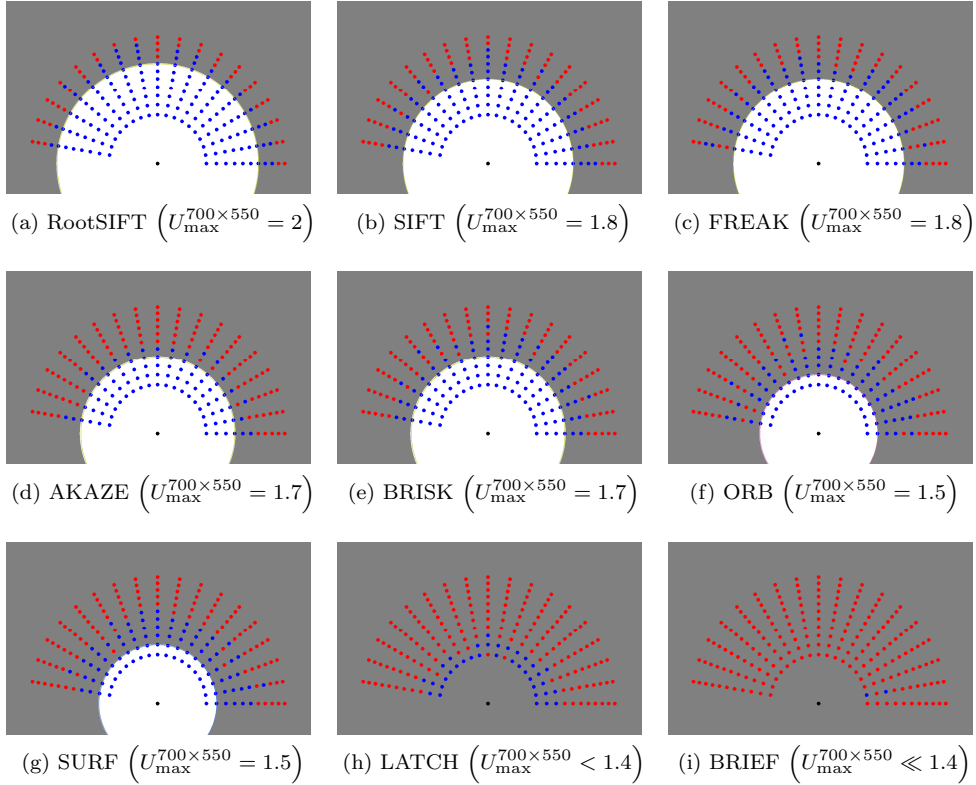 (a) RootSIFT (U_max^{700×550} = 2)
(b) SIFT (U_max^{700×550} = 1.8)
(c) FREAK (U_max^{700×550} = 1.8)
(d) AKAZE (U_max^{700×550} = 1.7)
(e) BRISK (U_max^{700×550} = 1.7)
(f) ORB (U_max^{700×550} = 1.5)
(g) SURF (U_max^{700×550} = 1.5)
(h) LATCH (U_max^{700×550} < 1.4)
(i) BRIEF (U_max^{700×550} ≪ 1.4)